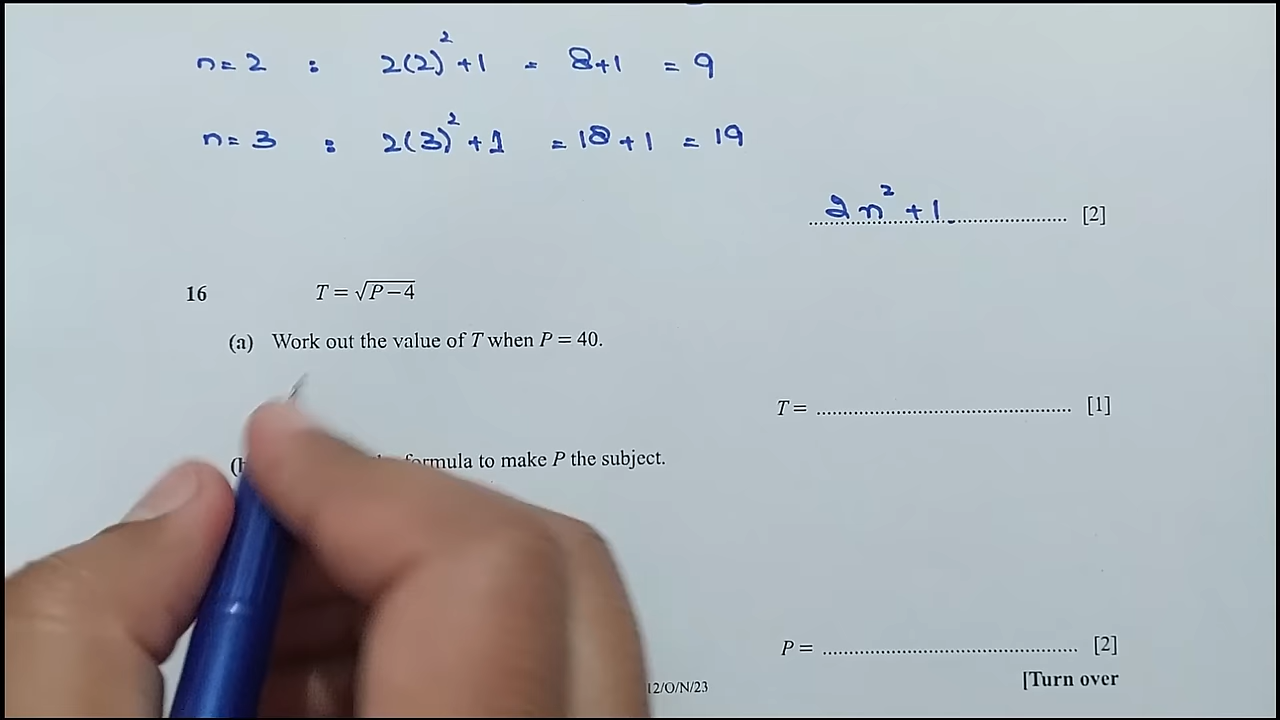 n=2 : 2(2)²+1 = 8+1 = 9
n=3 : 2(3)²+1 = 18+1 = 19
2n²+1 [2]
16 T = √P−4
(a) Work out the value of T when P = 40.
T = ................................................ [1]
formula to make P the subject.
P = ................................................ [2]
12/O/N/23 [Turn over